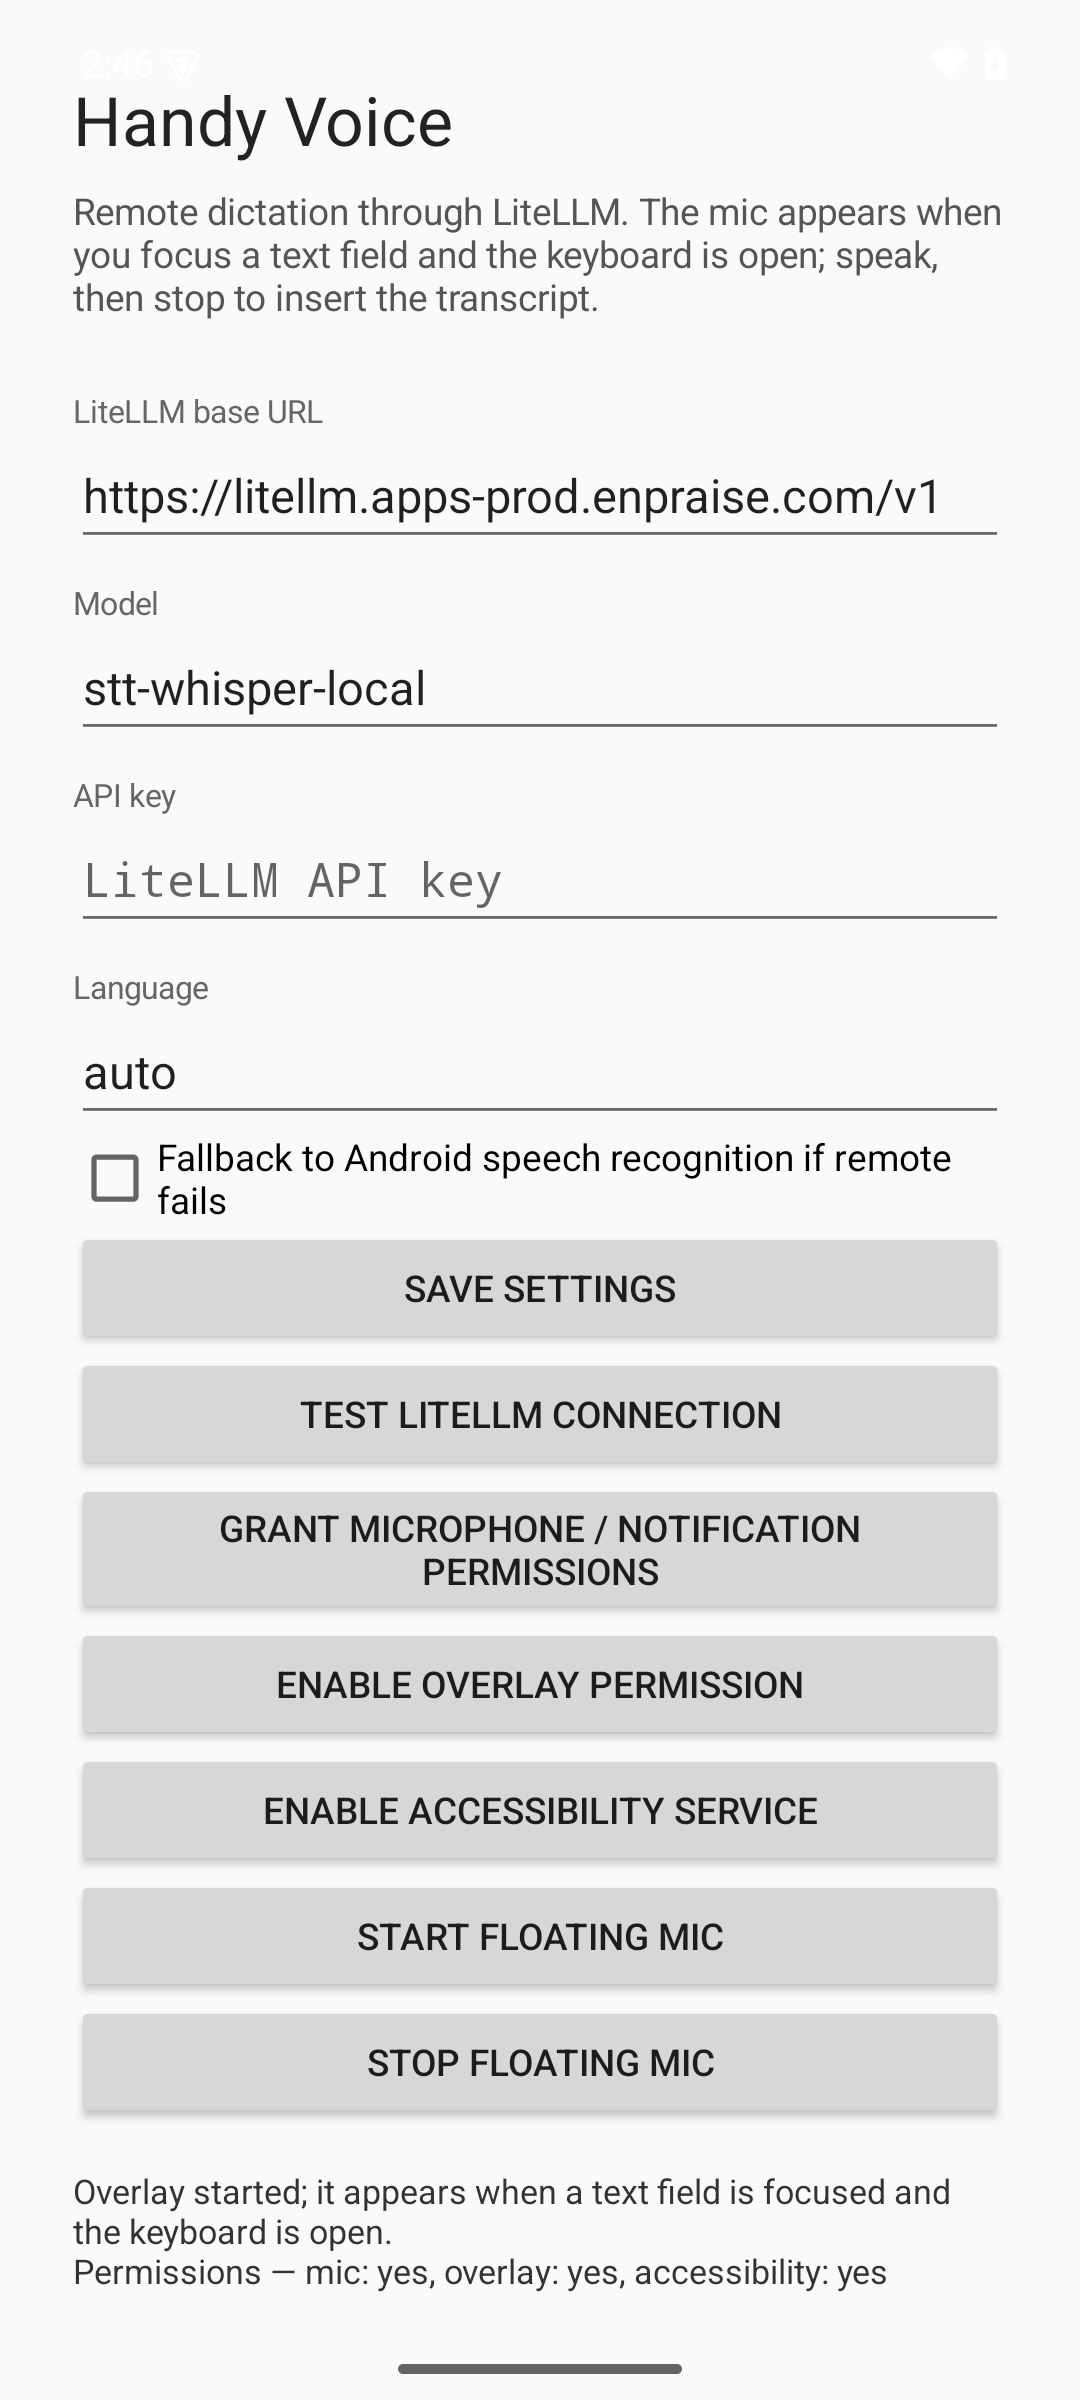 2:46
Handy Voice
Remote dictation through LiteLLM. The mic appears when
you focus a text field and the keyboard is open; speak,
then stop to insert the transcript.
LiteLLM base URL
https://litellm.apps-prod.enpraise.com/v1
Model
stt-whisper-local
API key
LiteLLM API key
Language
auto
Fallback to Android speech recognition if remote
fails
SAVE SETTINGS
TEST LITELLM CONNECTION
GRANT MICROPHONE / NOTIFICATION
PERMISSIONS
ENABLE OVERLAY PERMISSION
ENABLE ACCESSIBILITY SERVICE
START FLOATING MIC
STOP FLOATING MIC
Overlay started; it appears when a text field is focused and
the keyboard is open.
Permissions — mic: yes, overlay: yes, accessibility: yes